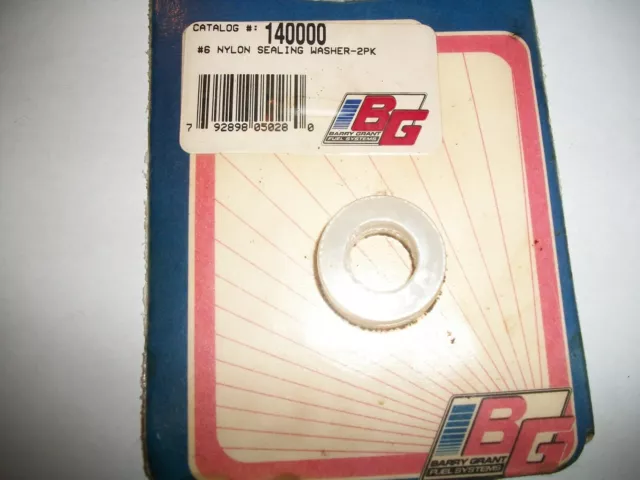 CATALOG #: 140000
#6 NYLON SEALING WASHER-2PK
7 92898 05028 0
BG
BARRY GRANT
FUEL SYSTEMS
BG
BARRY GRANT
FUEL SYSTEMS